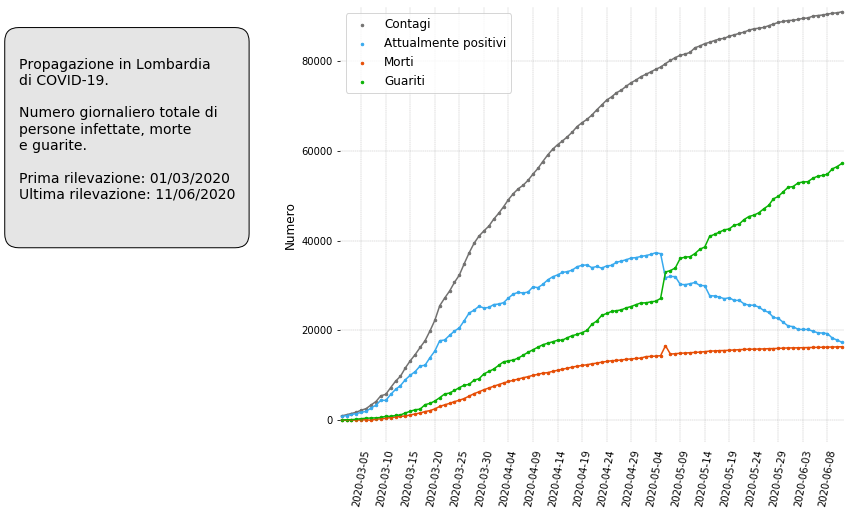 Propagazione in Lombardia
di COVID-19.
Numero giornaliero totale di
persone infettate, morte
e guarite.
Prima rilevazione: 01/03/2020
Ultima rilevazione: 11/06/2020
Contagi
Attualmente positivi
Morti
Guariti
Numero
80000
60000
40000
20000
0
2020-03-05
2020-03-10
2020-03-15
2020-03-20
2020-03-25
2020-03-30
2020-04-04
2020-04-09
2020-04-14
2020-04-19
2020-04-24
2020-04-29
2020-05-04
2020-05-09
2020-05-14
2020-05-19
2020-05-24
2020-05-29
2020-06-03
2020-06-08